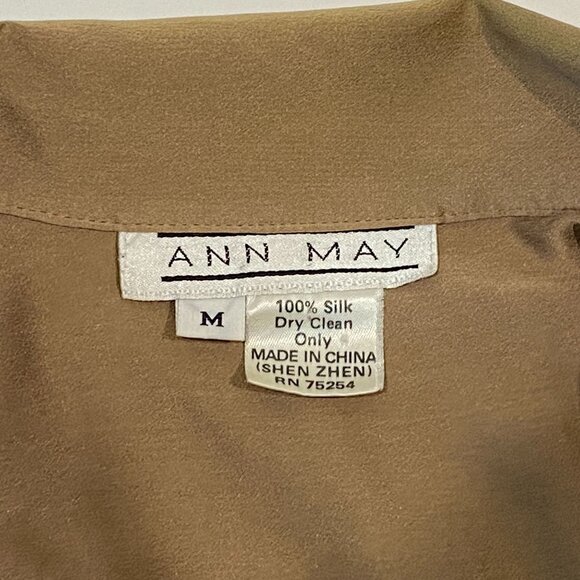 ANN MAY
M
100% Silk
Dry Clean
Only
MADE IN CHINA
(SHEN ZHEN)
RN 75254